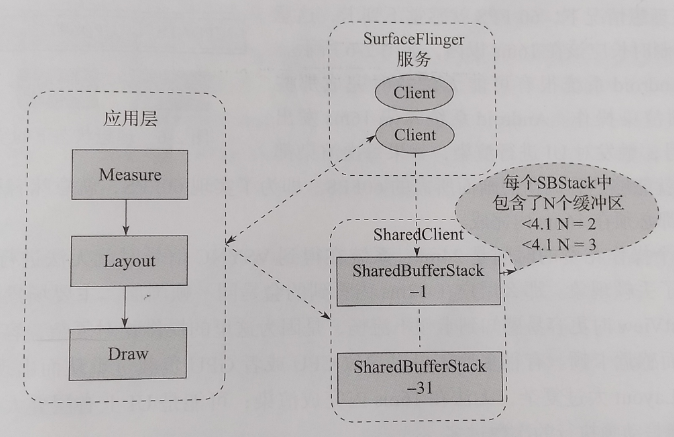 应用层
Measure
Layout
Draw
SurfaceFlinger
服务
Client
Client
SharedClient
SharedBufferStack
–1
SharedBufferStack
–31
每个SBStack中
包含了N个缓冲区
<4.1 N = 2
<4.1 N = 3